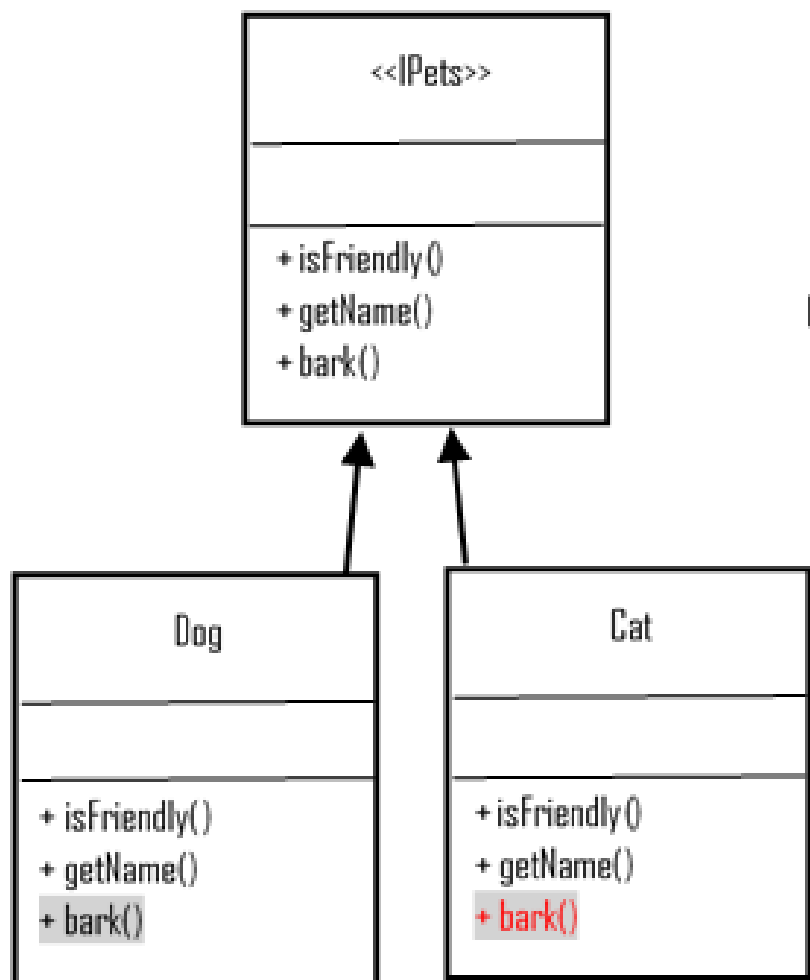 <<IPets>>
+ isFriendly()
+ getName()
+ bark()
Dog
+ isFriendly()
+ getName()
+ bark()
Cat
+ isFriendly()
+ getName()
+ bark()